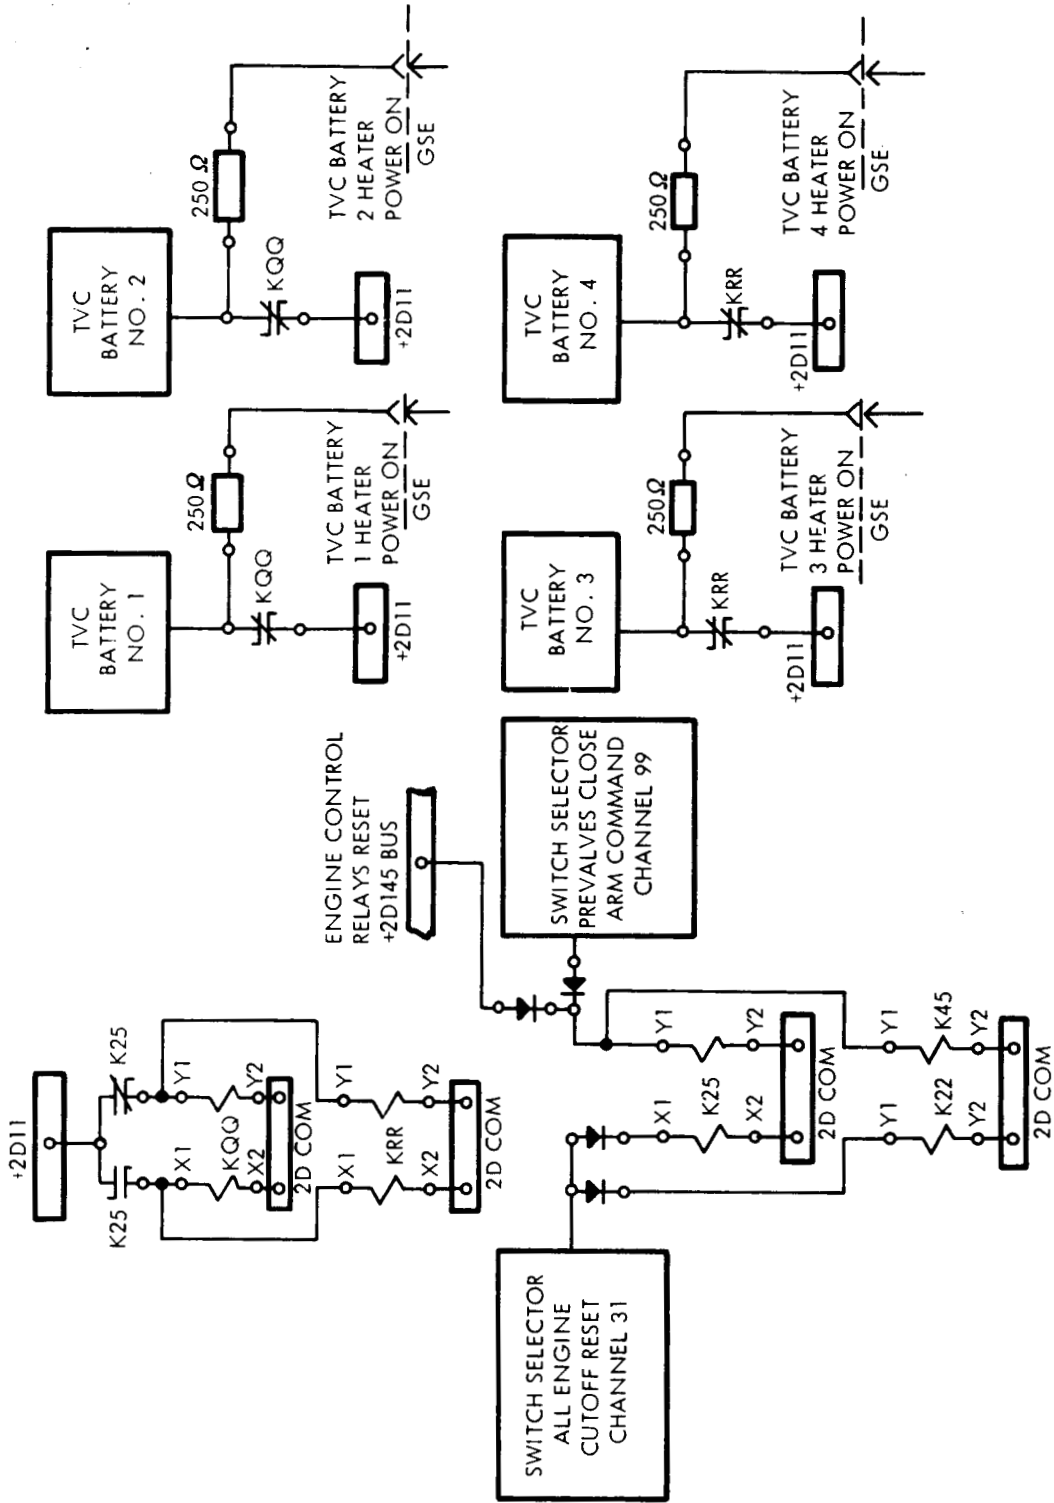 +2D11
K25
K25
X1
Y1
KQQ
X2
Y2
2D COM
X1
Y1
KRR
X2
Y2
2D COM
ENGINE CONTROL
RELAYS RESET
+2D145 BUS
TVC
BATTERY
NO. 1
250Ω
KQQ
+2D11
TVC BATTERY
1 HEATER
POWER ON
GSE
TVC
BATTERY
NO. 2
250Ω
KQQ
+2D11
TVC BATTERY
2 HEATER
POWER ON
GSE
SWITCH SELECTOR
ALL ENGINE
CUTOFF RESET
CHANNEL 31
SWITCH SELECTOR
PREVALVES CLOSE
ARM COMMAND
CHANNEL 99
X1
Y1
K25
X2
Y2
2D COM
Y1
Y1
K22
K45
Y2
Y2
2D COM
TVC
BATTERY
NO. 3
250Ω
KRR
+2D11
TVC BATTERY
3 HEATER
POWER ON
GSE
TVC
BATTERY
NO. 4
250Ω
KRR
+2D11
TVC BATTERY
4 HEATER
POWER ON
GSE